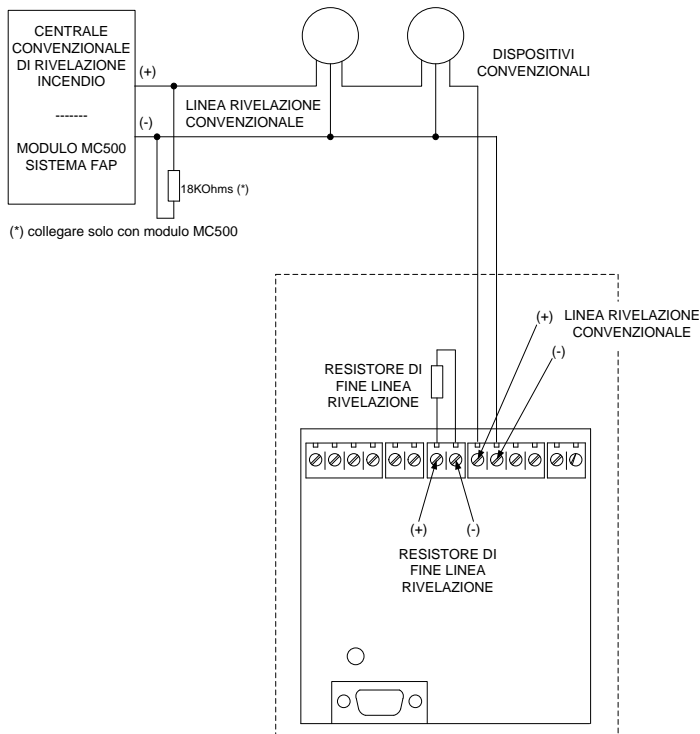 CENTRALE
CONVENZIONALE
DI RIVELAZIONE
INCENDIO
-------
MODULO MC500
SISTEMA FAP
(+)
(-)
LINEA RIVELAZIONE
CONVENZIONALE
DISPOSITIVI
CONVENZIONALI
18KOhms (*)
(*) collegare solo con modulo MC500
(+) LINEA RIVELAZIONE
CONVENZIONALE
(-)
RESISTORE DI
FINE LINEA
RIVELAZIONE
(+)
(-)
RESISTORE DI
FINE LINEA
RIVELAZIONE